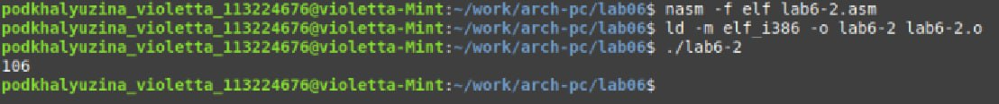 podkhalyuzina_violetta_113224676@violetta-Mint:~/work/arch-pc/lab06$ nasm -f elf lab6-2.asm
podkhalyuzina_violetta_113224676@violetta-Mint:~/work/arch-pc/lab06$ ld -m elf_i386 -o lab6-2 lab6-2.o
podkhalyuzina_violetta_113224676@violetta-Mint:~/work/arch-pc/lab06$ ./lab6-2
106
podkhalyuzina_violetta_113224676@violetta-Mint:~/work/arch-pc/lab06$